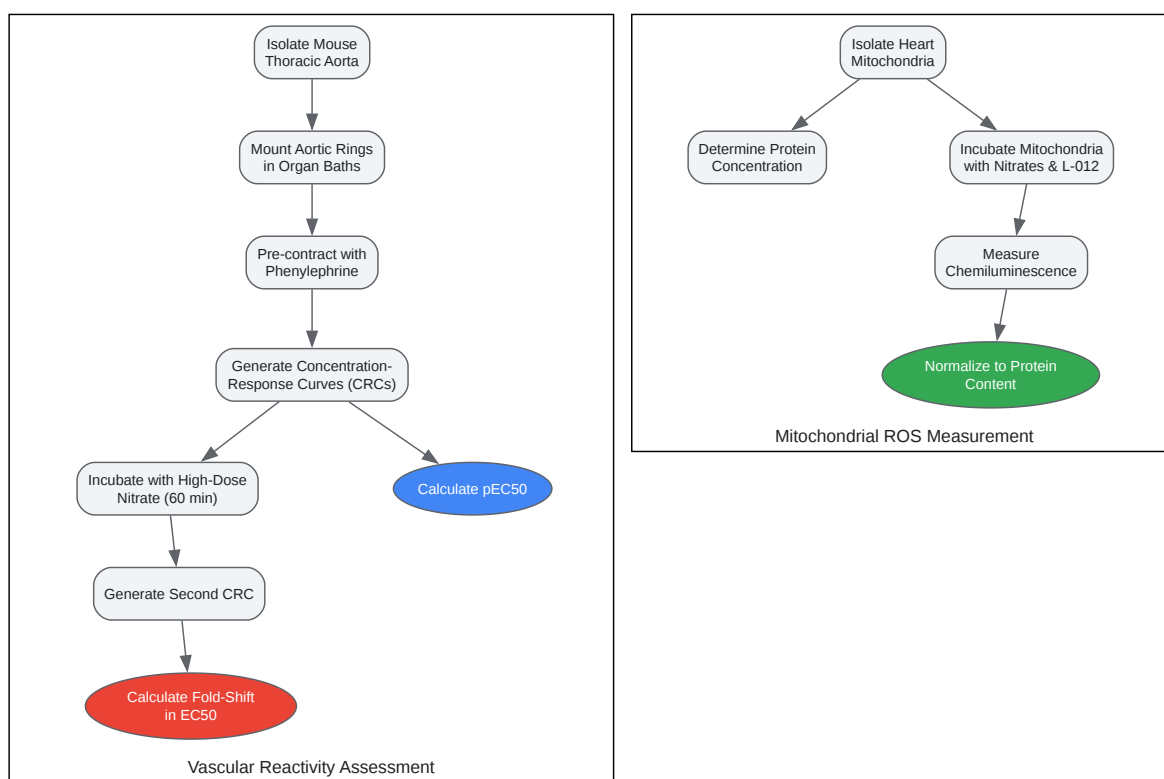 Isolate Mouse
Thoracic Aorta
Mount Aortic Rings
in Organ Baths
Pre-contract with
Phenylephrine
Generate Concentration-
Response Curves (CRCs)
Incubate with High-Dose
Nitrate (60 min)
Calculate pEC50
Generate Second CRC
Calculate Fold-Shift
in EC50
Vascular Reactivity Assessment
Isolate Heart
Mitochondria
Determine Protein
Concentration
Incubate Mitochondria
with Nitrates & L-012
Measure
Chemiluminescence
Normalize to Protein
Content
Mitochondrial ROS Measurement